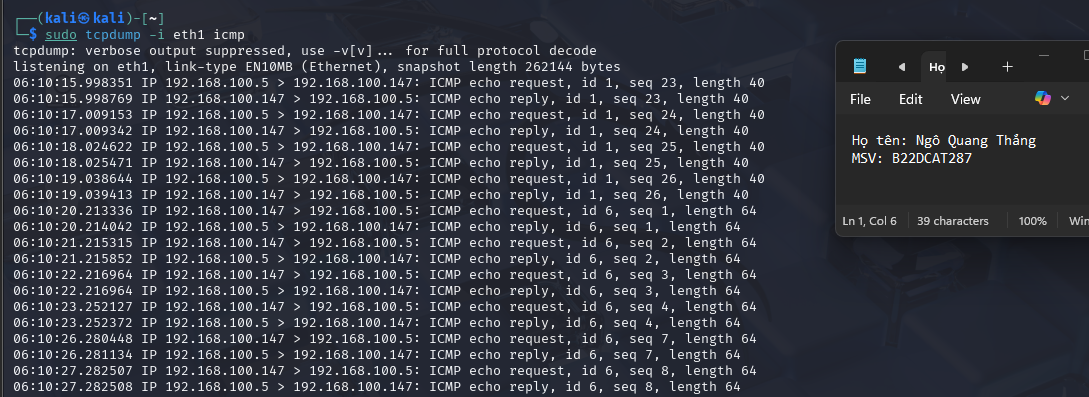 ┌──(kali㉿kali)-[~]
└─$ sudo tcpdump -i eth1 icmp
tcpdump: verbose output suppressed, use -v[v]... for full protocol decode
listening on eth1, link-type EN10MB (Ethernet), snapshot length 262144 bytes
06:10:15.998351 IP 192.168.100.5 > 192.168.100.147: ICMP echo request, id 1, seq 23, length 40
06:10:15.998769 IP 192.168.100.147 > 192.168.100.5: ICMP echo reply, id 1, seq 23, length 40
06:10:17.009153 IP 192.168.100.5 > 192.168.100.147: ICMP echo request, id 1, seq 24, length 40
06:10:17.009342 IP 192.168.100.147 > 192.168.100.5: ICMP echo reply, id 1, seq 24, length 40
06:10:18.024622 IP 192.168.100.5 > 192.168.100.147: ICMP echo request, id 1, seq 25, length 40
06:10:18.025471 IP 192.168.100.147 > 192.168.100.5: ICMP echo reply, id 1, seq 25, length 40
06:10:19.038644 IP 192.168.100.5 > 192.168.100.147: ICMP echo request, id 1, seq 26, length 40
06:10:19.039413 IP 192.168.100.147 > 192.168.100.5: ICMP echo reply, id 1, seq 26, length 40
06:10:20.213336 IP 192.168.100.147 > 192.168.100.5: ICMP echo request, id 6, seq 1, length 64
06:10:20.214042 IP 192.168.100.5 > 192.168.100.147: ICMP echo reply, id 6, seq 1, length 64
06:10:21.215315 IP 192.168.100.147 > 192.168.100.5: ICMP echo request, id 6, seq 2, length 64
06:10:21.215852 IP 192.168.100.5 > 192.168.100.147: ICMP echo reply, id 6, seq 2, length 64
06:10:22.216964 IP 192.168.100.147 > 192.168.100.5: ICMP echo request, id 6, seq 3, length 64
06:10:22.216964 IP 192.168.100.5 > 192.168.100.147: ICMP echo reply, id 6, seq 3, length 64
06:10:23.252127 IP 192.168.100.147 > 192.168.100.5: ICMP echo request, id 6, seq 4, length 64
06:10:23.252372 IP 192.168.100.5 > 192.168.100.147: ICMP echo reply, id 6, seq 4, length 64
06:10:26.280448 IP 192.168.100.147 > 192.168.100.5: ICMP echo request, id 6, seq 7, length 64
06:10:26.281134 IP 192.168.100.5 > 192.168.100.147: ICMP echo reply, id 6, seq 7, length 64
06:10:27.282507 IP 192.168.100.147 > 192.168.100.5: ICMP echo request, id 6, seq 8, length 64
06:10:27.282508 IP 192.168.100.5 > 192.168.100.147: ICMP echo reply, id 6, seq 8, length 64
Họ
File Edit View
Họ tên: Ngô Quang Thắng
MSV: B22DCAT287
Ln 1, Col 6 39 characters 100% Win